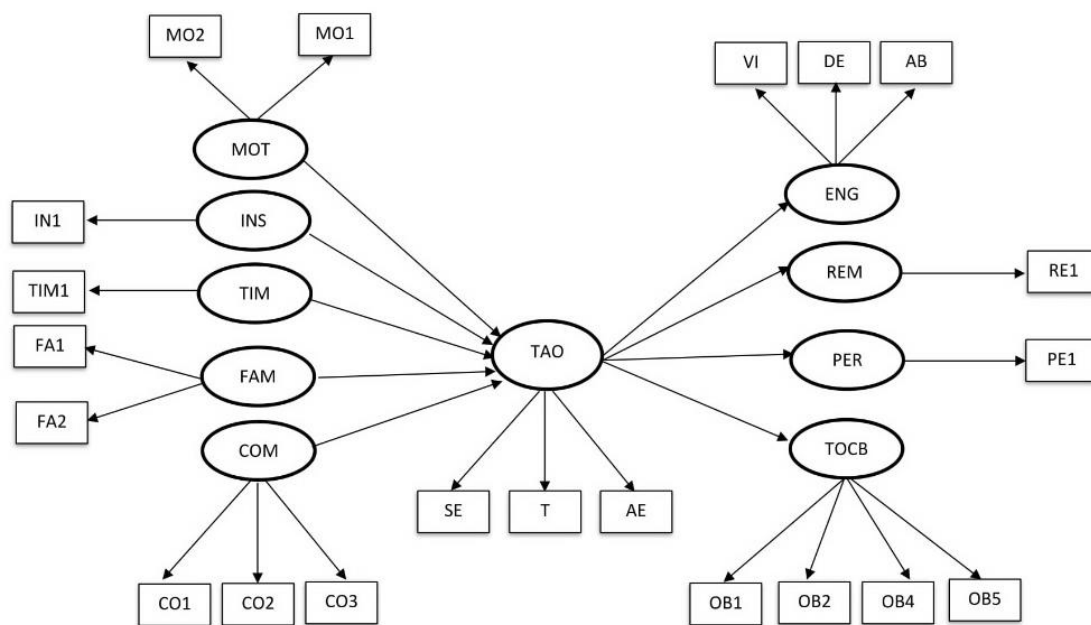 MO2
MO1
VI
DE
AB
MOT
ENG
IN1
INS
REM
RE1
TIM1
TIM
FA1
TAO
FAM
PER
PE1
FA2
COM
TOCB
SE
T
AE
CO1
CO2
CO3
OB1
OB2
OB4
OB5